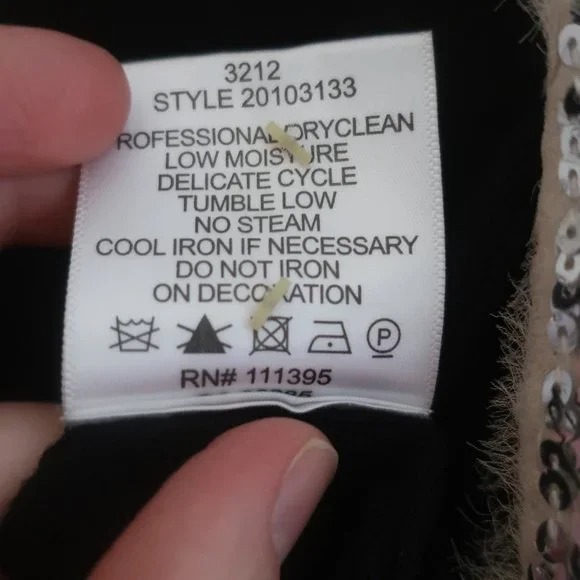 3212
STYLE 20103133
ROFESSIONAL DRYCLEAN
LOW MOISTURE
DELICATE CYCLE
TUMBLE LOW
NO STEAM
COOL IRON IF NECESSARY
DO NOT IRON
ON DECORATION
P
RN# 111395